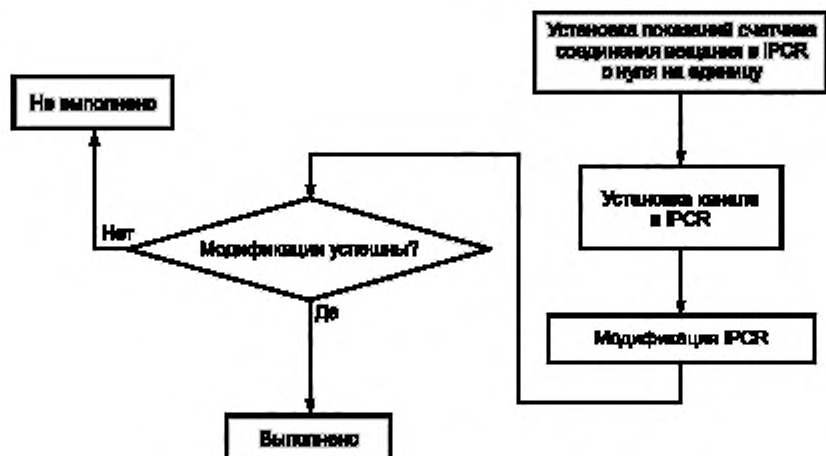 Установка показаний счетчика
соединения вещания в IPCR
с нуля на единицу
Не выполнено
Установка канала
в IPCR
Нет
Модификации успешны?
Да
Модификация IPCR
Выполнено